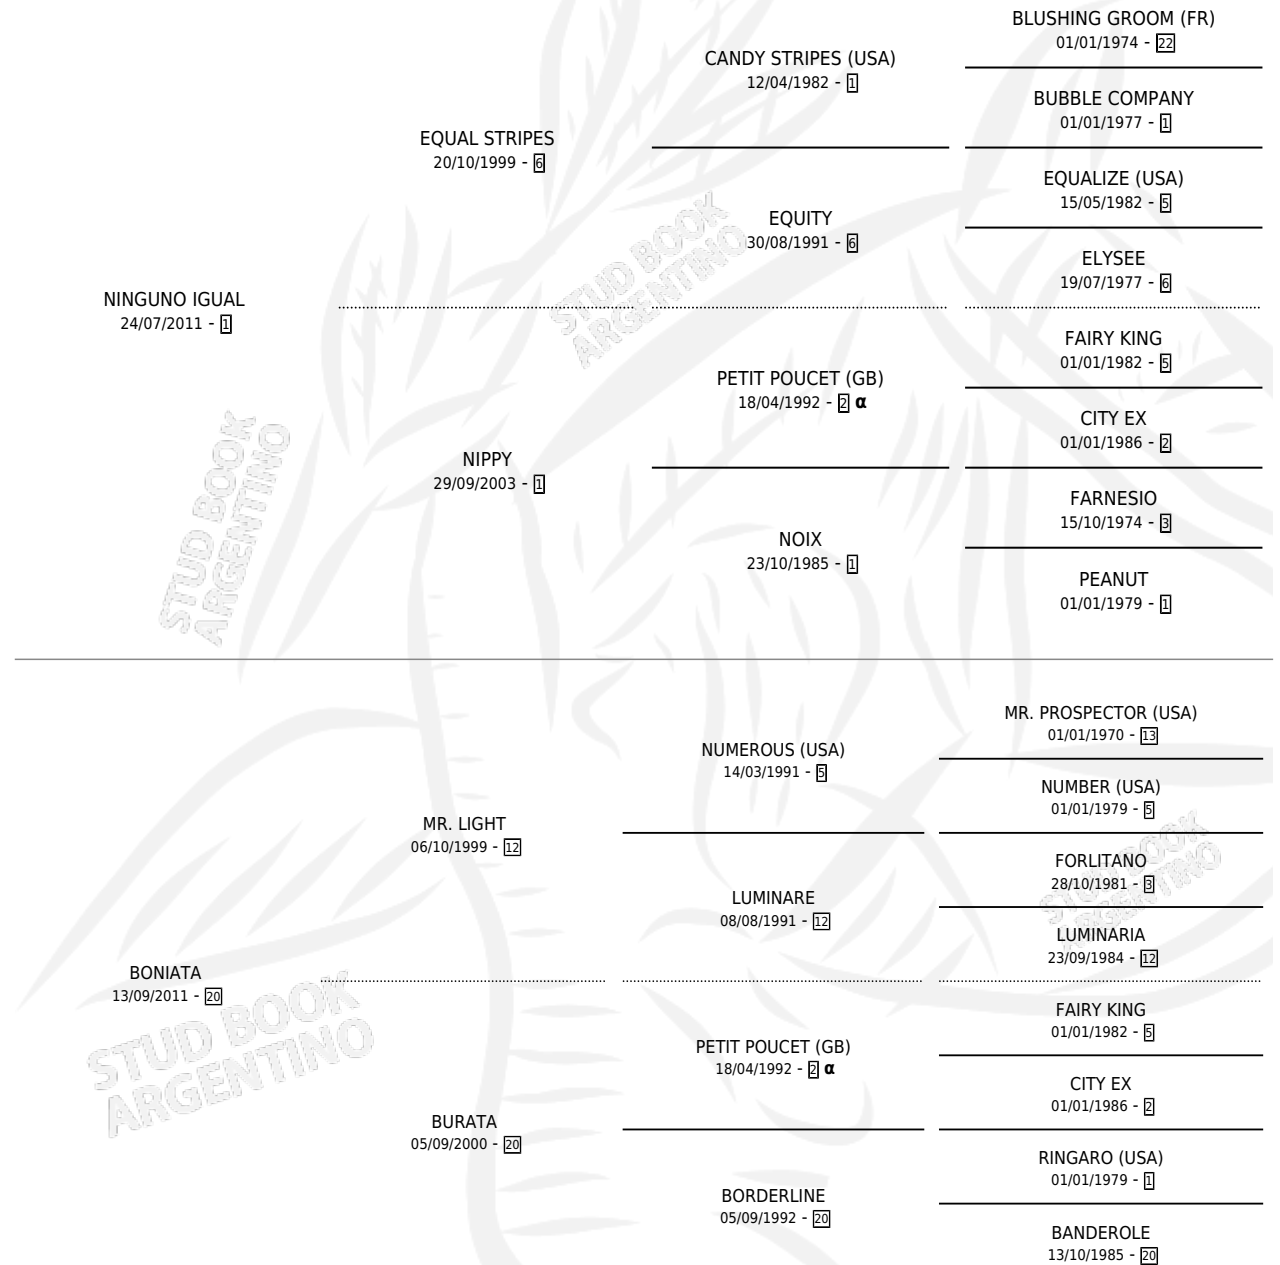 BLUSHING GROOM (FR)
01/01/1974 - 22
CANDY STRIPES (USA)
12/04/1982 - 1
BUBBLE COMPANY
01/01/1977 - 1
EQUAL STRIPES
20/10/1999 - 6
EQUALIZE (USA)
15/05/1982 - 5
EQUITY
30/08/1991 - 6
ELYSEE
19/07/1977 - 6
NINGUNO IGUAL
24/07/2011 - 1
FAIRY KING
01/01/1982 - 5
PETIT POUCET (GB)
18/04/1992 - 2 α
CITY EX
01/01/1986 - 2
NIPPY
29/09/2003 - 1
FARNESIO
15/10/1974 - 3
NOIX
23/10/1985 - 1
PEANUT
01/01/1979 - 1
MR. PROSPECTOR (USA)
01/01/1970 - 13
NUMEROUS (USA)
14/03/1991 - 5
NUMBER (USA)
01/01/1979 - 5
MR. LIGHT
06/10/1999 - 12
FORLITANO
28/10/1981 - 3
LUMINARE
08/08/1991 - 12
LUMINARIA
23/09/1984 - 12
BONIATA
13/09/2011 - 20
FAIRY KING
01/01/1982 - 5
PETIT POUCET (GB)
18/04/1992 - 2 α
CITY EX
01/01/1986 - 2
BURATA
05/09/2000 - 20
RINGARO (USA)
01/01/1979 - 1
BORDERLINE
05/09/1992 - 20
BANDEROLE
13/10/1985 - 20
STUD BOOK
ARGENTINO
STUD BOOK
ARGENTINO
STUD BOOK
ARGENTINO
STUD BOOK
ARGENTINO